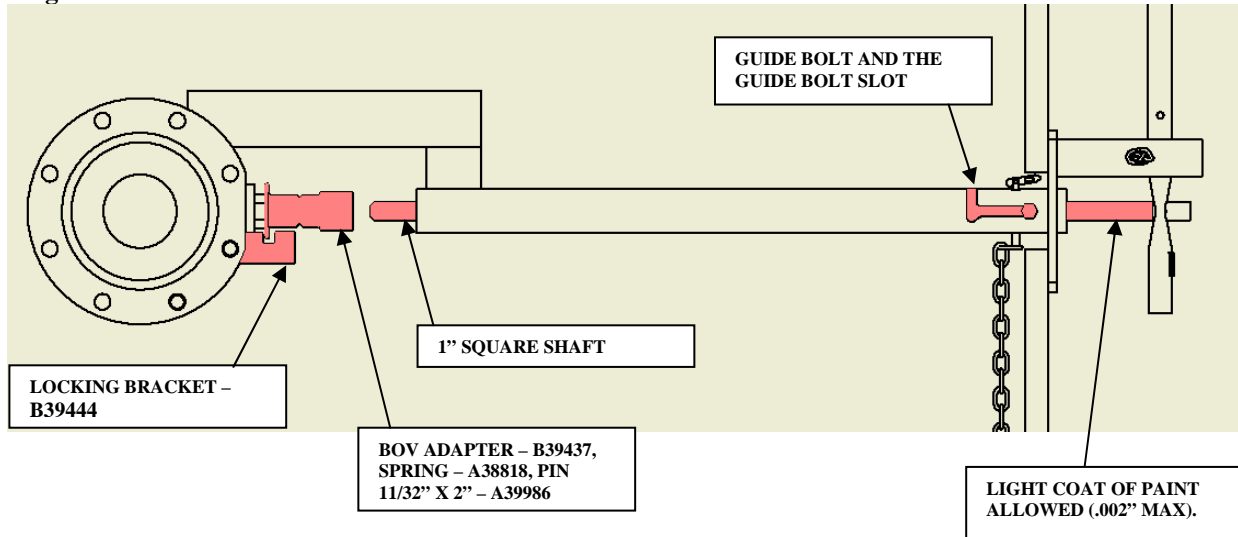 GUIDE BOLT AND THE
GUIDE BOLT SLOT
1” SQUARE SHAFT
LOCKING BRACKET –
B39444
BOV ADAPTER – B39437,
SPRING – A38818, PIN
11/32” X 2” – A39986
LIGHT COAT OF PAINT
ALLOWED (.002” MAX).